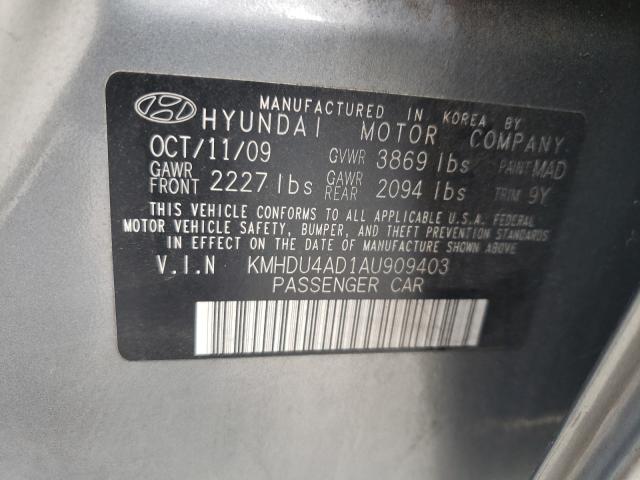 MANUFACTURED IN KOREA BY
HYUNDAI MOTOR COMPANY.
OCT/11/09 GVWR 3869 lbs PAINT MAD
GAWR FRONT 2227 lbs GAWR REAR 2094 lbs TRIM 9Y
THIS VEHICLE CONFORMS TO ALL APPLICABLE U.S.A. FEDERAL
MOTOR VEHICLE SAFETY, BUMPER, AND THEFT PREVENTION STANDARDS
IN EFFECT ON THE DATE OF MANUFACTURE SHOWN ABOVE
V.I.N KMHDU4AD1AU909403
PASSENGER CAR